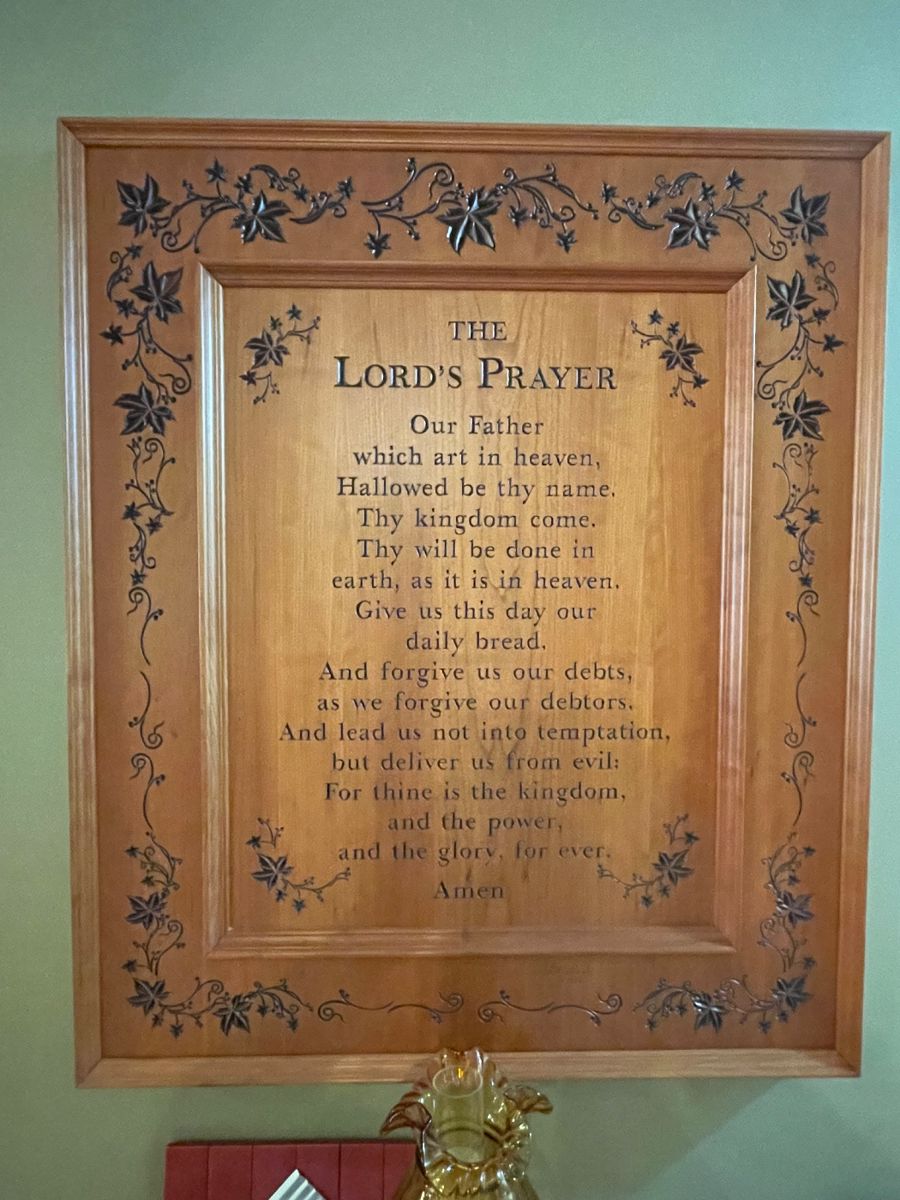 THE
LORD'S PRAYER
Our Father
which art in heaven,
Hallowed be thy name.
Thy kingdom come.
Thy will be done in
earth, as it is in heaven.
Give us this day our
daily bread.
And forgive us our debts,
as we forgive our debtors.
And lead us not into temptation,
but deliver us from evil:
For thine is the kingdom,
and the power,
and the glory, for ever.
Amen